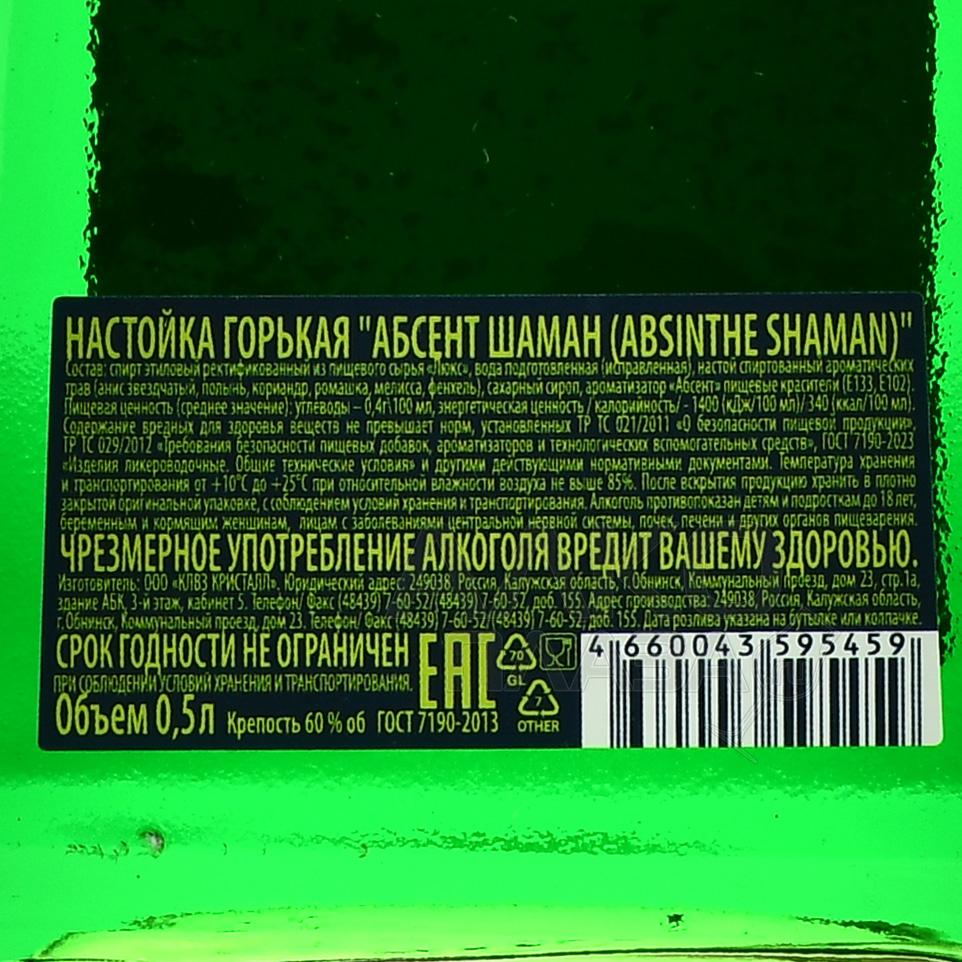 НАСТОЙКА ГОРЬКАЯ "АБСЕНТ ШАМАН (ABSINTHE SHAMAN)"
Состав: спирт этиловый ректификованный из пищевого сырья «Люкс», вода подготовленная (исправленная), настой спиртованный ароматических
трав (анис звездчатый, полынь, кориандр, ромашка, мелисса, фенхель), сахарный сироп, ароматизатор «Абсент» пищевые красители (Е133, Е102).
Пищевая ценность (среднее значение): углеводы – 0,4г\100 мл, энергетическая ценность / калорийность/ - 1400 (кДж/100 мл)/ 340 (ккал/100 мл).
Содержание вредных для здоровья веществ не превышает норм, установленных ТР ТС 021/2011 «О безопасности пищевой продукции»,
ТР ТС 029/2012 «Требования безопасности пищевых добавок, ароматизаторов и технологических вспомогательных средств», ГОСТ 7190-2023
«Изделия ликероводочные. Общие технические условия» и другими действующими нормативными документами. Температура хранения
и транспортирования от +10°С до +25°С при относительной влажности воздуха не выше 85%. После вскрытия продукцию хранить в плотно
закрытой оригинальной упаковке, с соблюдением условий хранения и транспортирования. Алкоголь противопоказан детям и подросткам до 18 лет,
беременным и кормящим женщинам, лицам с заболеваниями центральной нервной системы, почек, печени и других органов пищеварения.
ЧРЕЗМЕРНОЕ УПОТРЕБЛЕНИЕ АЛКОГОЛЯ ВРЕДИТ ВАШЕМУ ЗДОРОВЬЮ.
Изготовитель: ООО «КЛВЗ КРИСТАЛЛ». Юридический адрес: 249038, Россия, Калужская область, г. Обнинск, Коммунальный проезд, дом 23, стр.1а,
здание АБК, 3-й этаж, кабинет 5. Телефон/ Факс (48439) 7-60-52/(48439) 7-60-52, доб. 155. Адрес производства: 249038, Россия, Калужская область,
г.Обнинск, Коммунальный проезд, дом 23. Телефон/ Факс (48439) 7-60-52/(48439) 7-60-52, доб. 155. Дата розлива указана на бутылке или колпачке.
СРОК ГОДНОСТИ НЕ ОГРАНИЧЕН
ПРИ СОБЛЮДЕНИИ УСЛОВИЙ ХРАНЕНИЯ И ТРАНСПОРТИРОВАНИЯ.
Объем 0,5л Крепость 60 % об ГОСТ 7190-2013
ЕАС
70
GL
7
OTHER
4 660043 595459